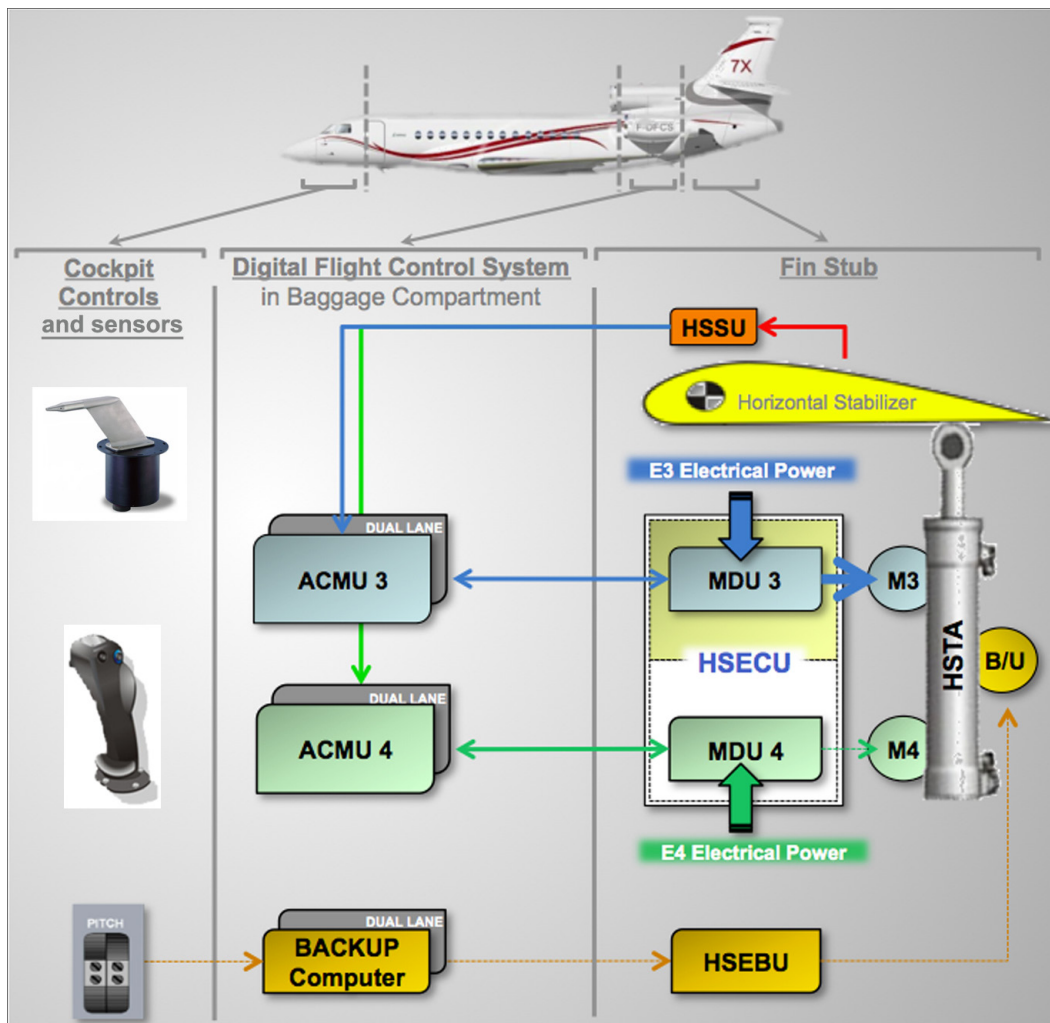 7X
F-OFCS
Cockpit
Controls
and sensors
Digital Flight Control System
in Baggage Compartment
Fin Stub
HSSU
Horizontal Stabilizer
E3 Electrical Power
DUAL LANE
ACMU 3
MDU 3
M3
HSECU
HSTA
B/U
DUAL LANE
ACMU 4
MDU 4
M4
E4 Electrical Power
PITCH
DUAL LANE
BACKUP
Computer
HSEBU